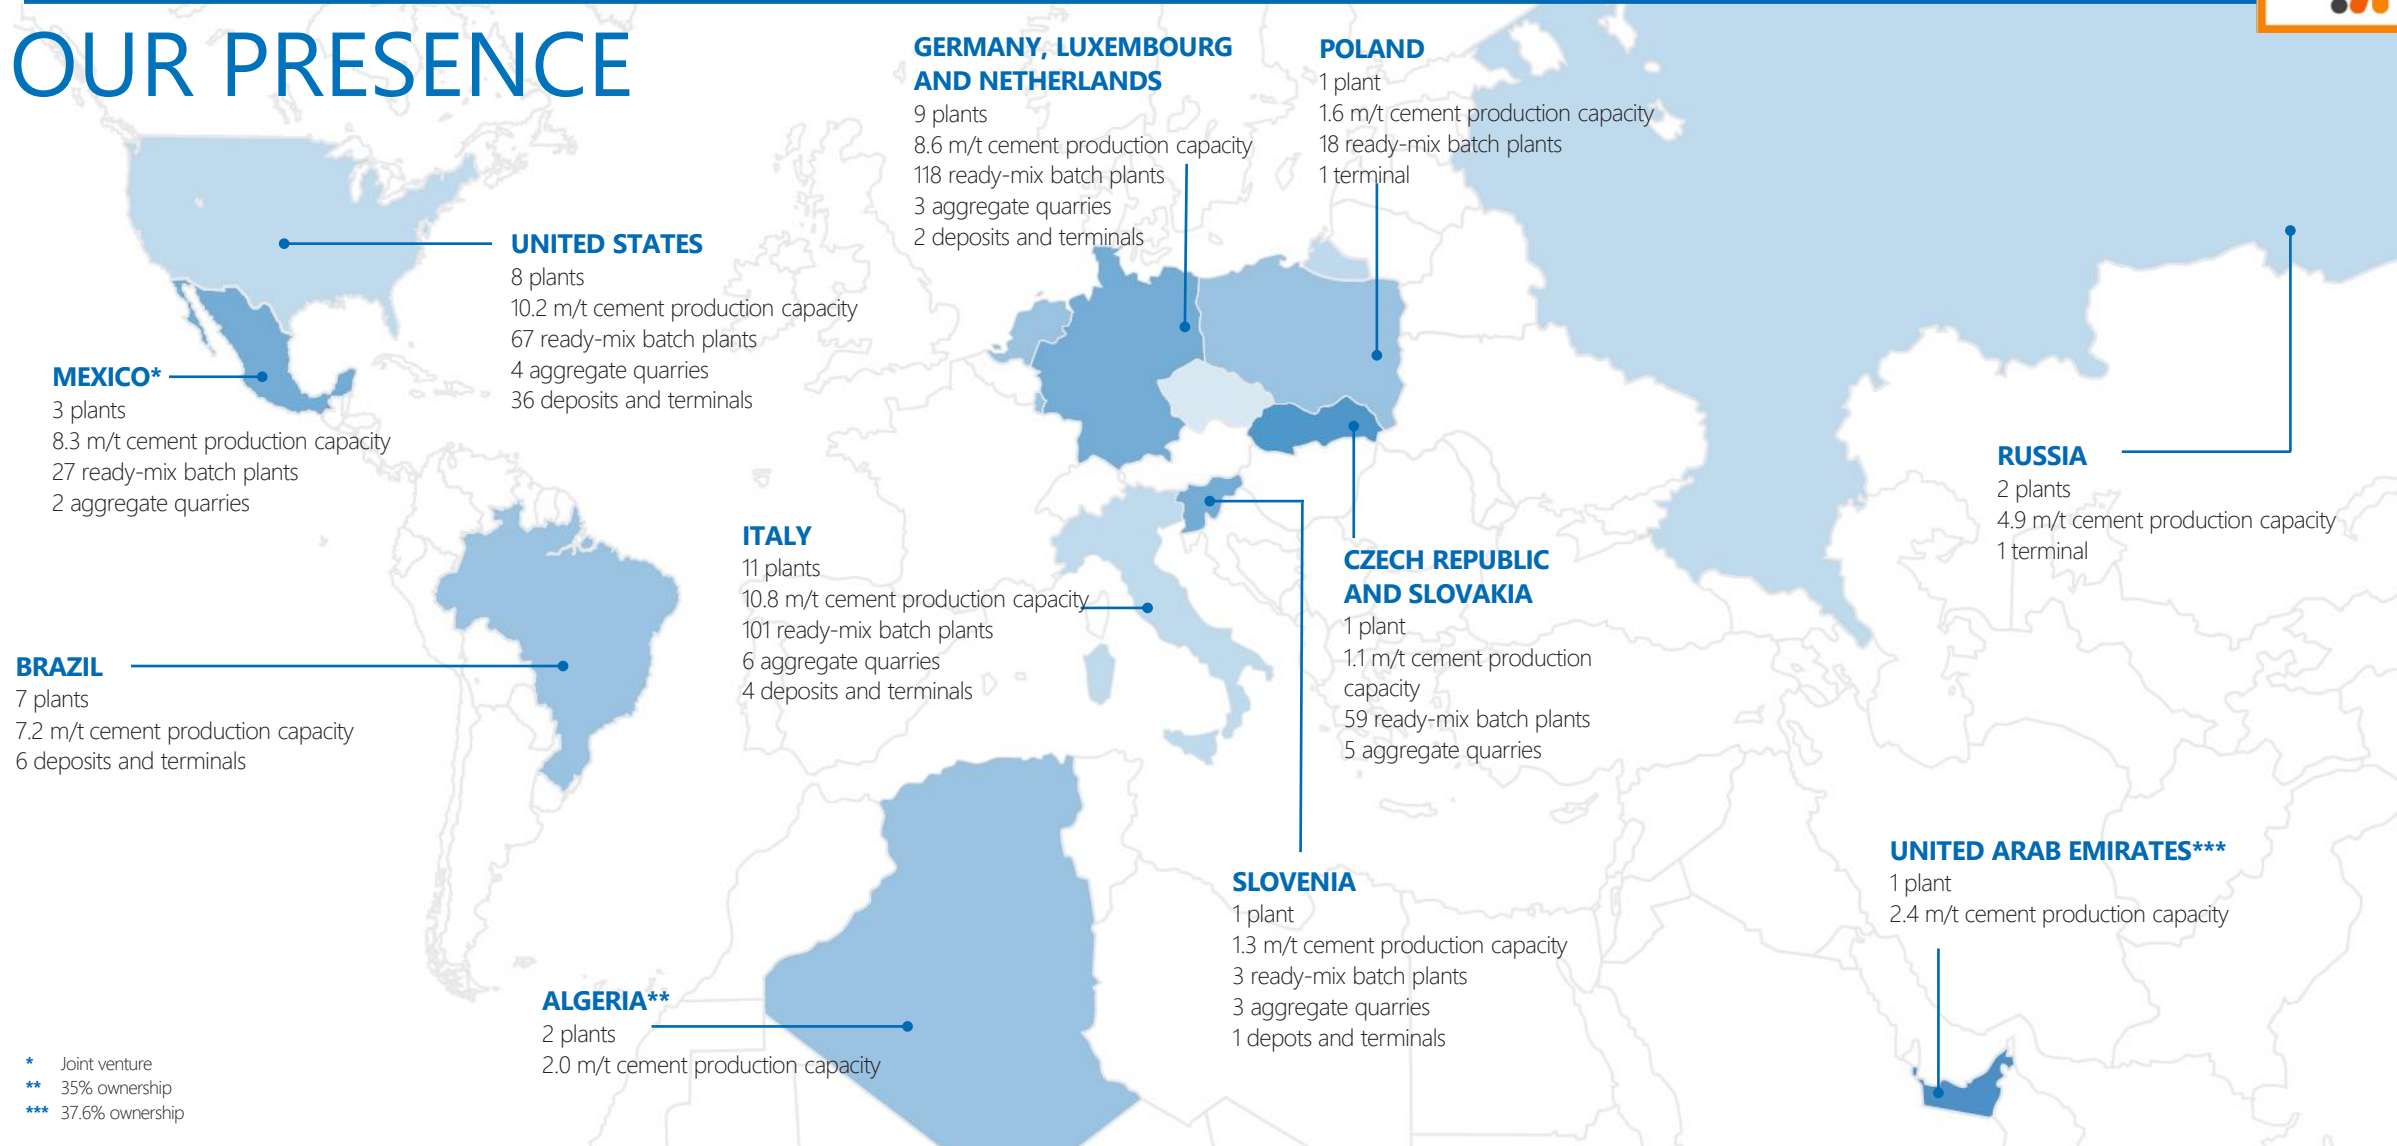 OUR PRESENCE
GERMANY, LUXEMBOURG
AND NETHERLANDS
9 plants
8.6 m/t cement production capacity
118 ready-mix batch plants
3 aggregate quarries
2 deposits and terminals
POLAND
1 plant
1.6 m/t cement production capacity
18 ready-mix batch plants
1 terminal
UNITED STATES
8 plants
10.2 m/t cement production capacity
67 ready-mix batch plants
4 aggregate quarries
36 deposits and terminals
MEXICO*
3 plants
8.3 m/t cement production capacity
27 ready-mix batch plants
2 aggregate quarries
RUSSIA
2 plants
4.9 m/t cement production capacity
1 terminal
ITALY
11 plants
10.8 m/t cement production capacity
101 ready-mix batch plants
6 aggregate quarries
4 deposits and terminals
CZECH REPUBLIC
AND SLOVAKIA
1 plant
1.1 m/t cement production
capacity
59 ready-mix batch plants
5 aggregate quarries
BRAZIL
7 plants
7.2 m/t cement production capacity
6 deposits and terminals
UNITED ARAB EMIRATES***
1 plant
2.4 m/t cement production capacity
SLOVENIA
1 plant
1.3 m/t cement production capacity
3 ready-mix batch plants
3 aggregate quarries
1 depots and terminals
ALGERIA**
2 plants
2.0 m/t cement production capacity
* Joint venture
** 35% ownership
*** 37.6% ownership